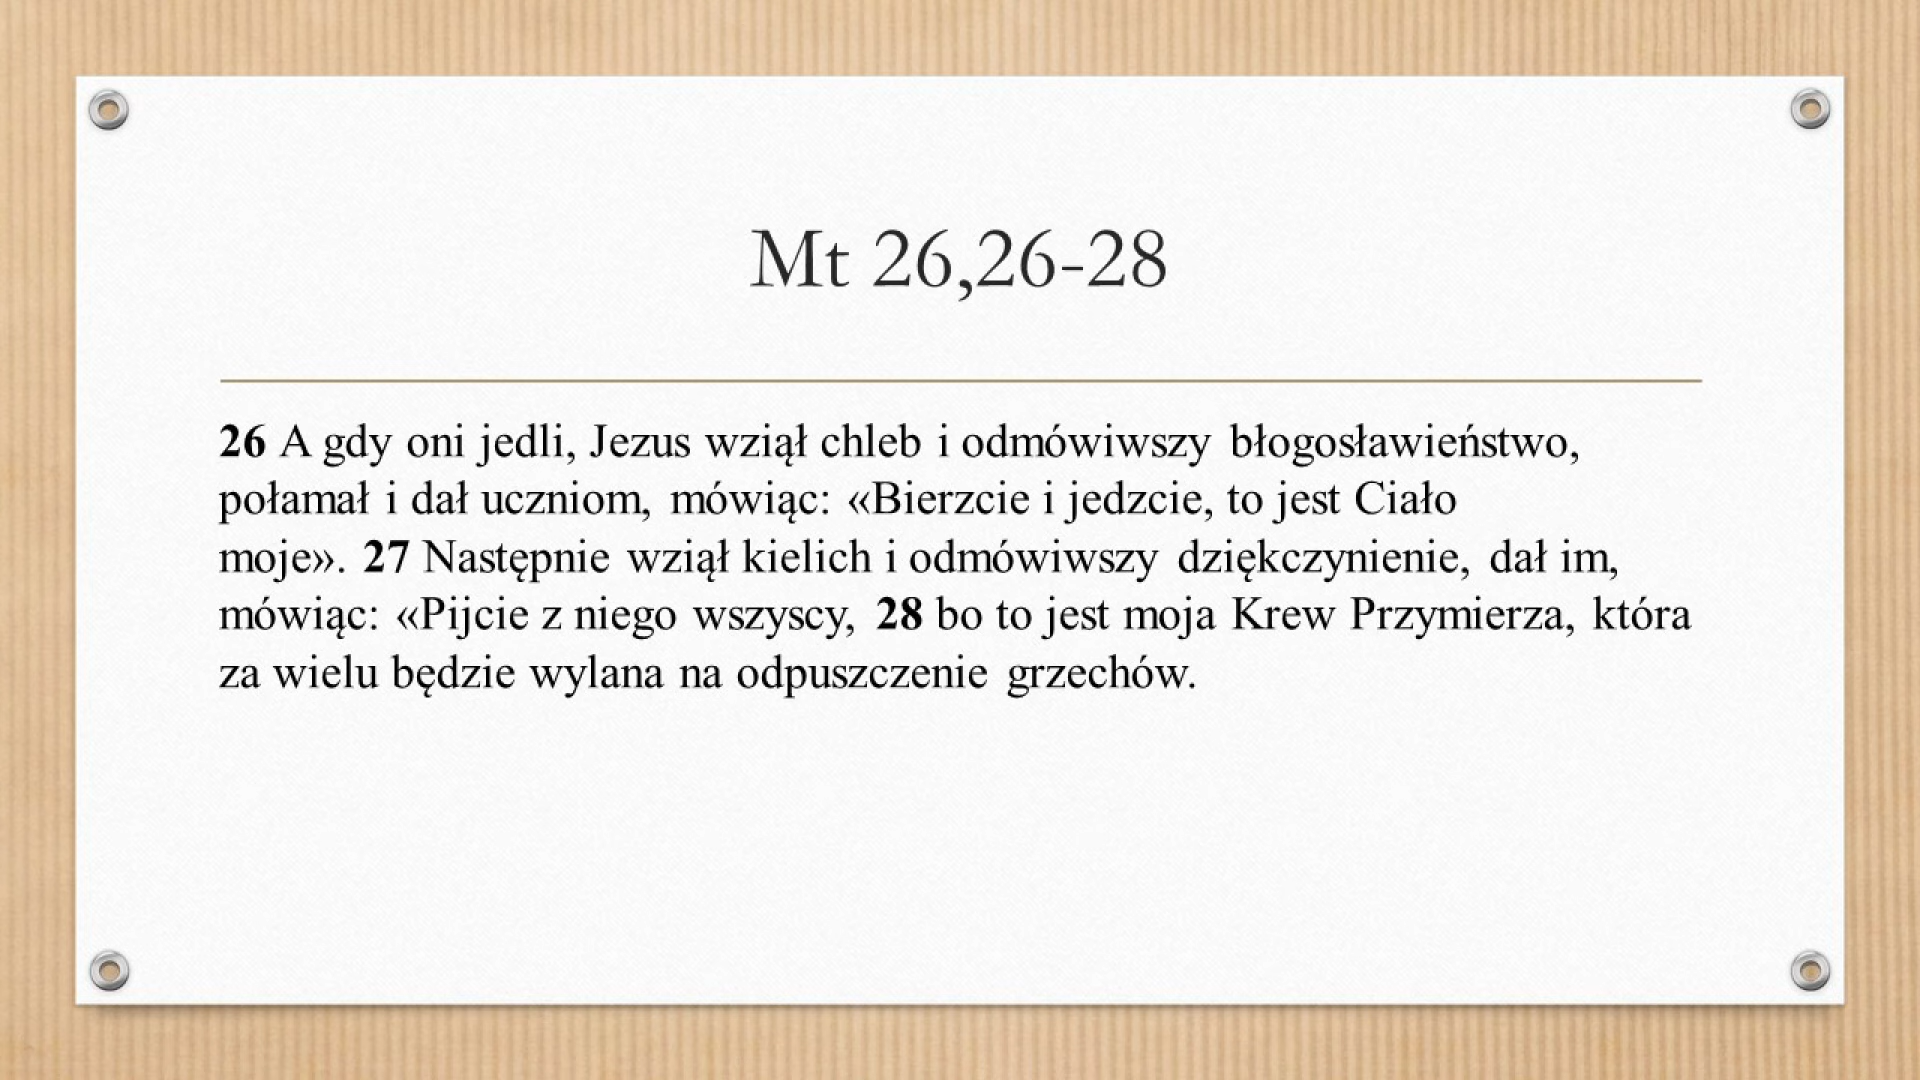 Mt 26,26-28
26 A gdy oni jedli, Jezus wziął chleb i odmówiwszy błogosławieństwo,
połamał i dał uczniom, mówiąc: «Bierzcie i jedzcie, to jest Ciało
moje». 27 Następnie wziął kielich i odmówiwszy dziękczynienie, dał im,
mówiąc: «Pijcie z niego wszyscy, 28 bo to jest moja Krew Przymierza, która
za wielu będzie wylana na odpuszczenie grzechów.